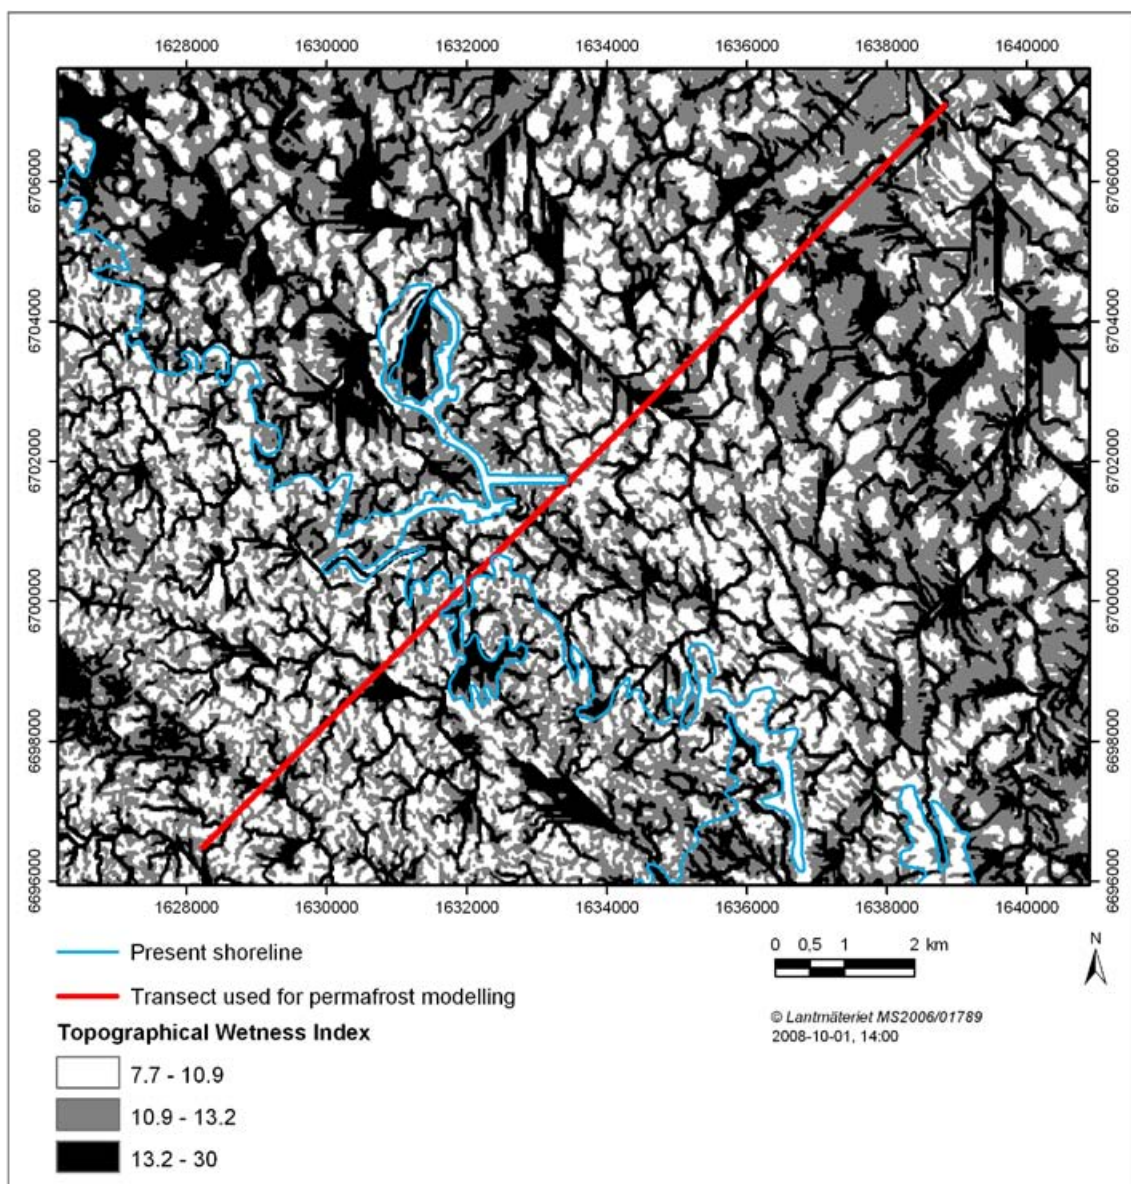 1628000 1630000 1632000 1634000 1636000 1638000 1640000
6706000 6706000
6704000 6704000
6702000 6702000
6700000 6700000
6698000 6698000
6696000 6696000
1628000 1630000 1632000 1634000 1636000 1638000 1640000
Present shoreline
0 0,5 1 2 km
N
Transect used for permafrost modelling
© Lantmäteriet MS2006/01789
2008-10-01, 14:00
Topographical Wetness Index
7.7 - 10.9
10.9 - 13.2
13.2 - 30